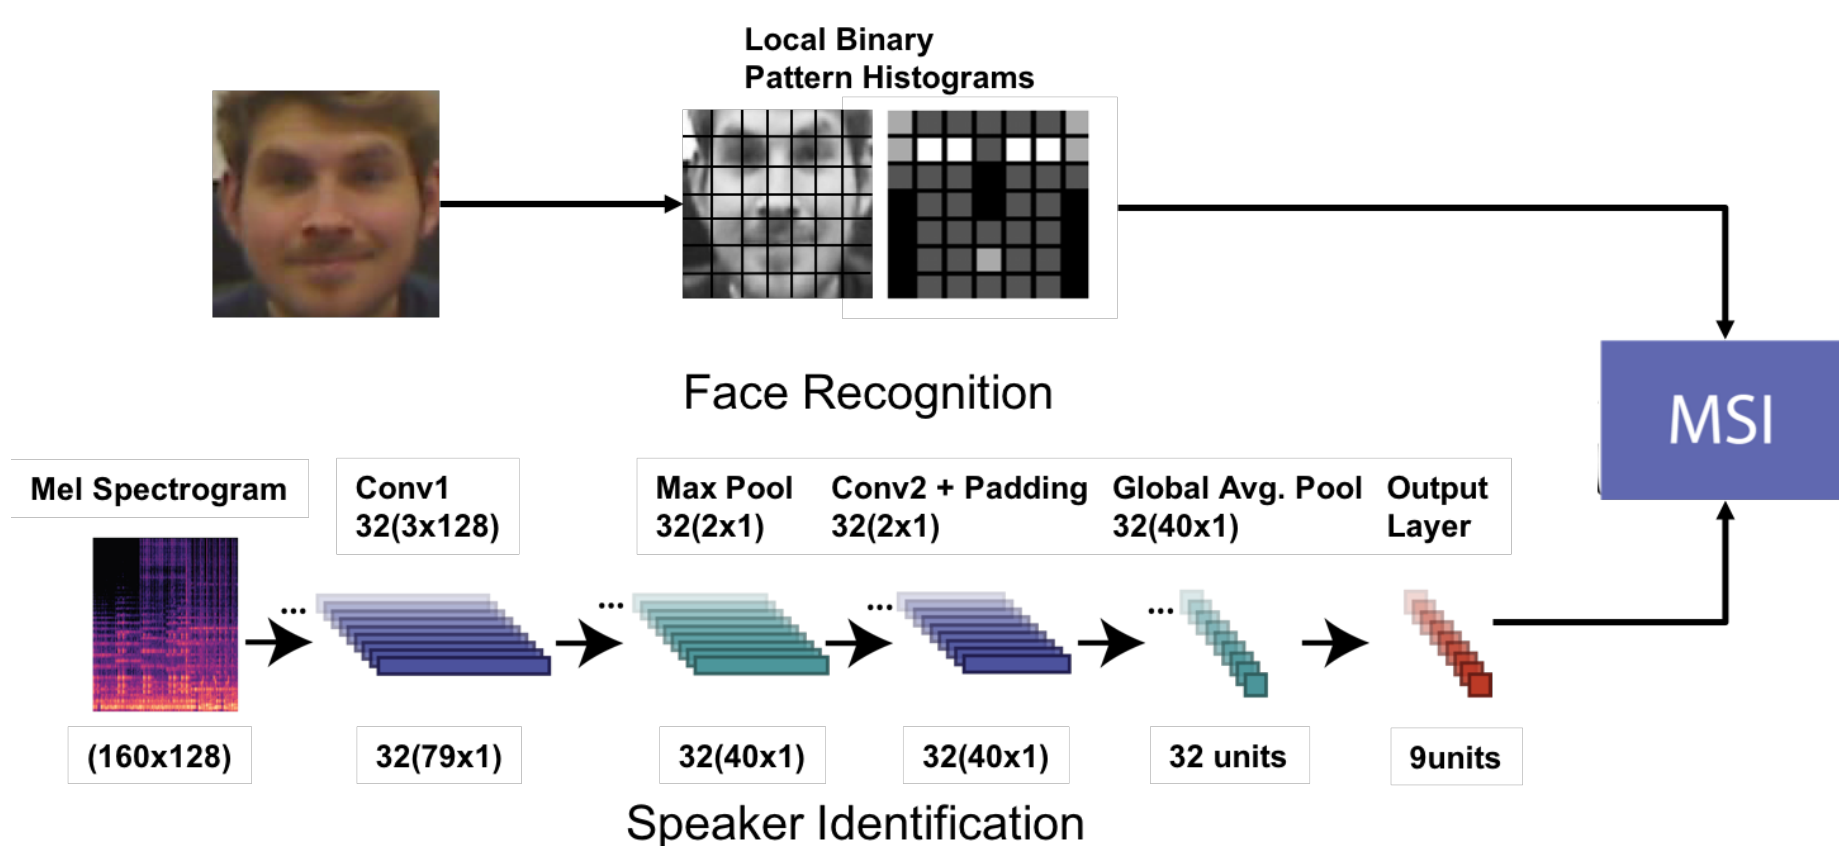 Local Binary
Pattern Histograms
Face Recognition
MSI
Mel Spectrogram
Conv1
32(3x128)
Max Pool
32(2x1)
Conv2 + Padding
32(2x1)
Global Avg. Pool
32(40x1)
Output
Layer
...
...
...
...
(160x128)
32(79x1)
32(40x1)
32(40x1)
32 units
9units
Speaker Identification